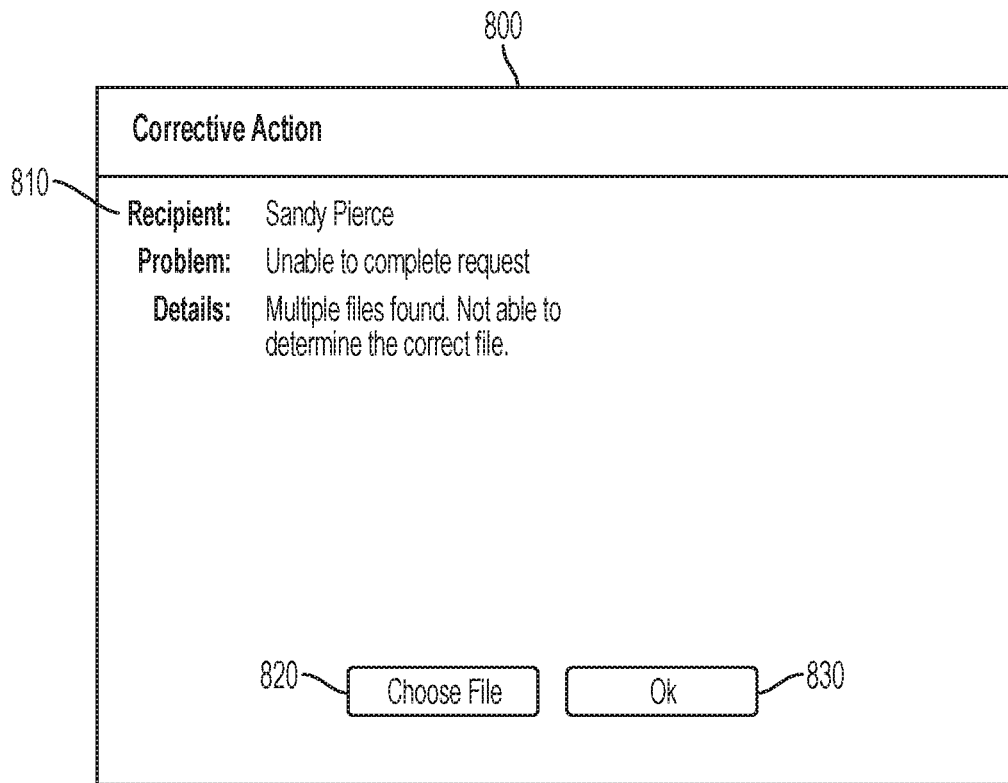 800
Corrective Action
810
Recipient: Sandy Pierce
Problem: Unable to complete request
Details: Multiple files found. Not able to
determine the correct file.
820 Choose File Ok 830